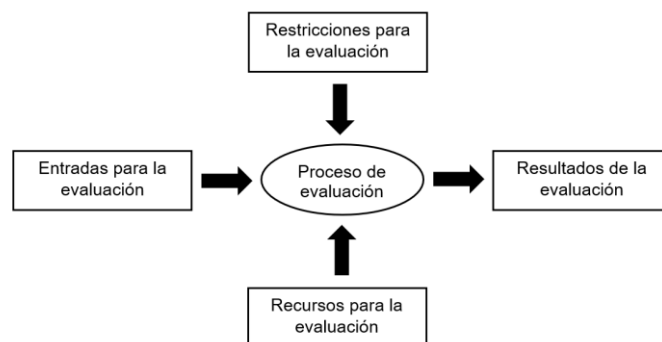 Restricciones para
la evaluación
Entradas para la
evaluación
Proceso de
evaluación
Resultados de la
evaluación
Recursos para la
evaluación